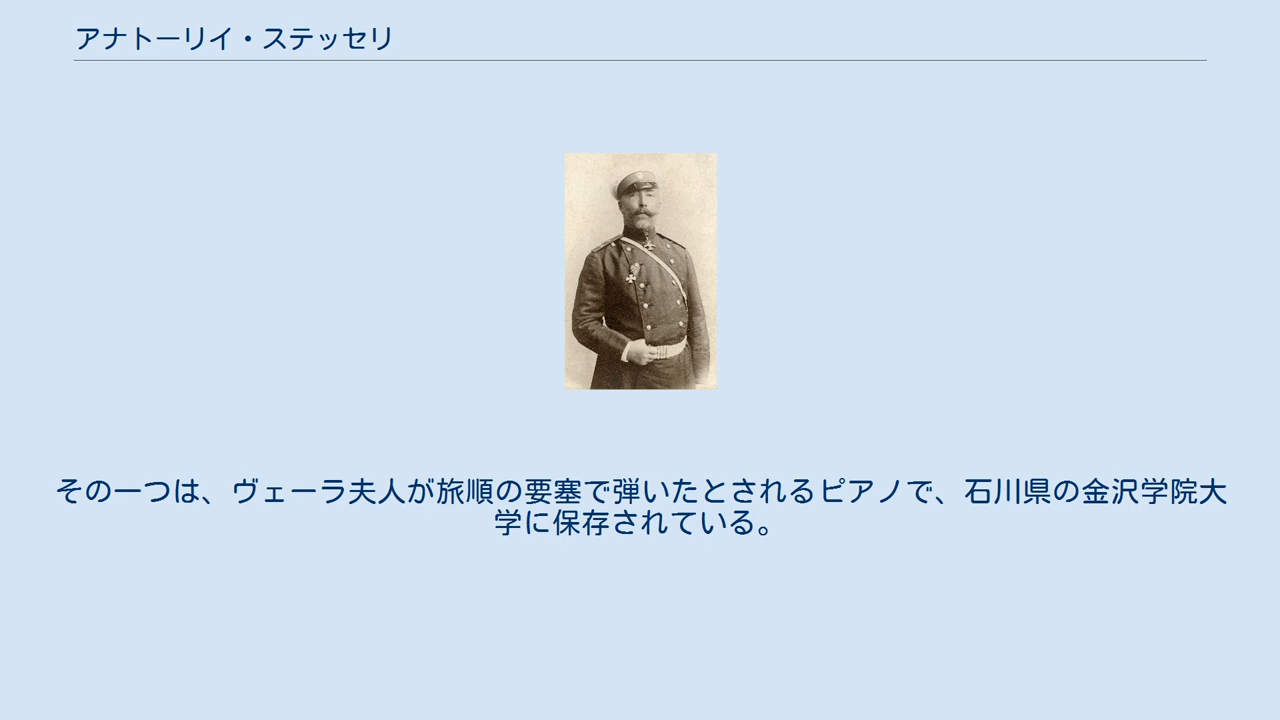 アナトーリイ・ステッセリ
その一つは、ヴェーラ夫人が旅順の要塞で弾いたとされるピアノで、石川県の金沢学院大
学に保存されている。